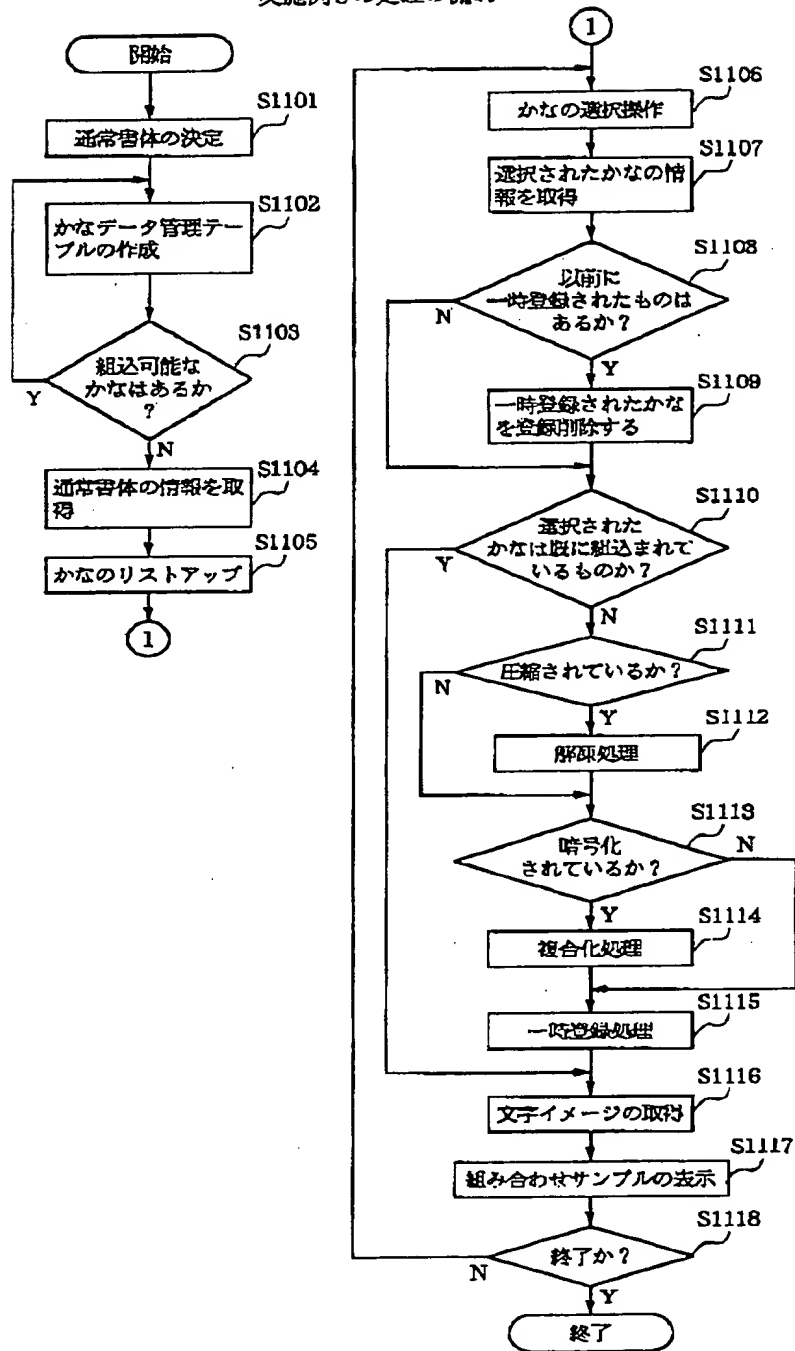 開始
S1101
通常書体の決定
S1102
かなデータ管理テー
ブルの作成
S1103
組込可能な
かなはあるか
?
Y
N
S1104
通常書体の情報を取
得
S1105
かなのリストアップ
1
1
S1106
かなの選択操作
S1107
選択されたかなの情
報を取得
S1108
以前に
一時登録されたものは
あるか?
N
Y
S1109
一時登録されたかな
を登録削除する
S1110
選択された
かなは既に組込まれて
いるものか?
Y
N
S1111
圧縮されているか?
N
Y
S1112
解凍処理
S1113
暗号化
されているか?
N
Y
S1114
複合化処理
S1115
一時登録処理
S1116
文字イメージの取得
S1117
組み合わせサンプルの表示
S1118
終了か?
N
Y
終了